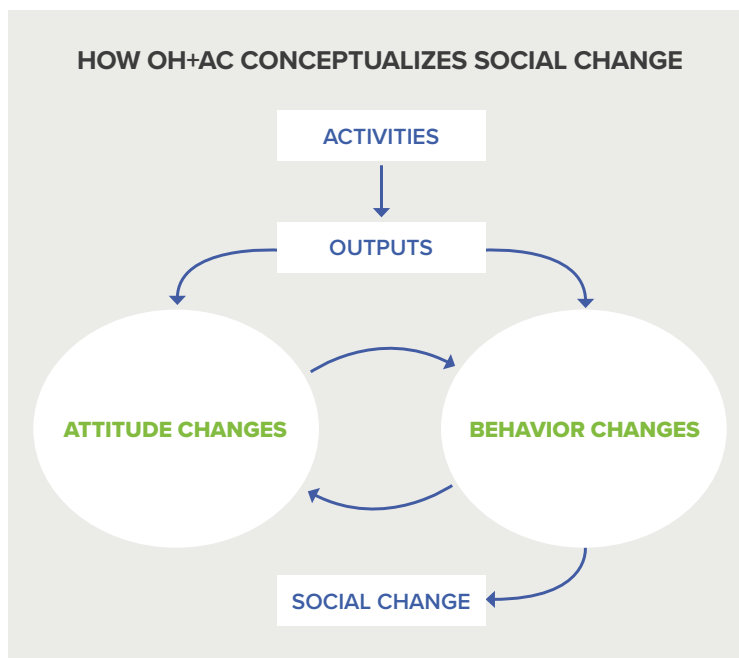 HOW OH+AC CONCEPTUALIZES SOCIAL CHANGE
ACTIVITIES
OUTPUTS
ATTITUDE CHANGES
BEHAVIOR CHANGES
SOCIAL CHANGE